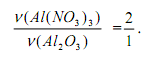 ν(Al(NO₃)₃) / ν(Al₂O₃) = 2/1.